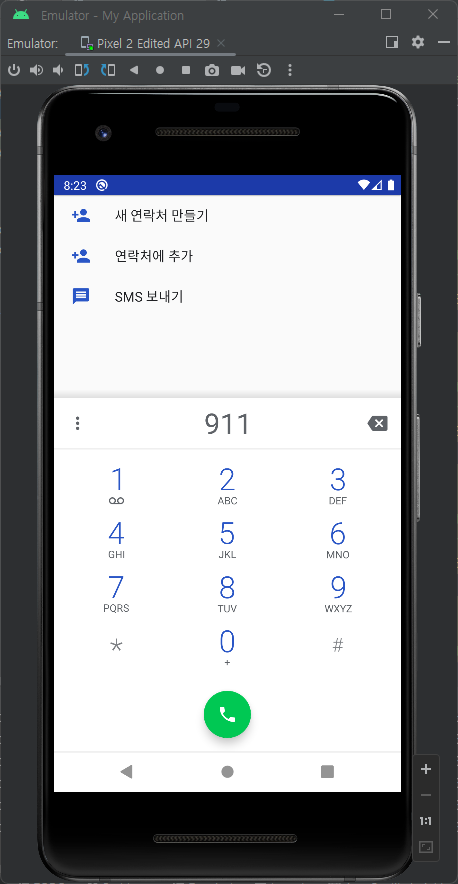 Emulator - My Application
Emulator: Pixel 2 Edited API 29
8:23
새 연락처 만들기
연락처에 추가
SMS 보내기
911
1 2 3
ABC DEF
4 5 6
GHI JKL MNO
7 8 9
PQRS TUV WXYZ
* 0 #
+
1:1